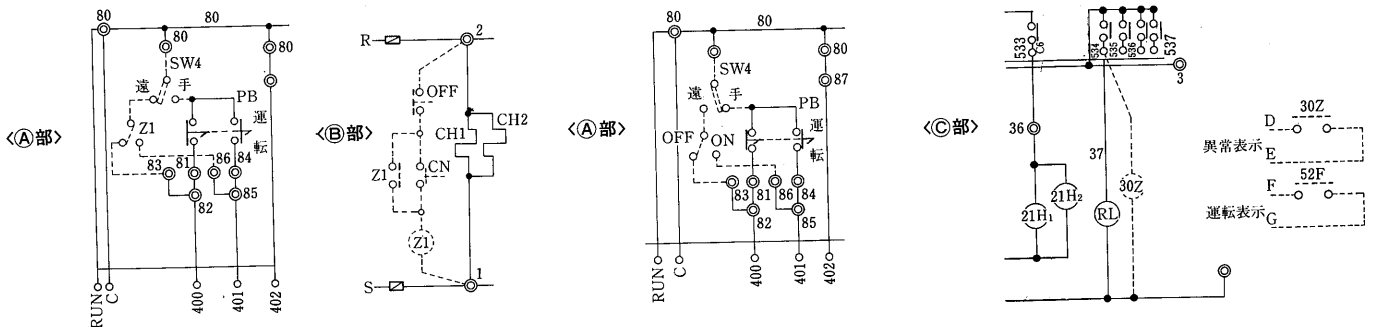 <Ⓐ部>
80
80
80
80
SW4
遠
手
PB
Z1
運
転
83
81
86
84
82
85
RUN
C
400
401
402
<Ⓑ部>
R
2
OFF
CH2
CH1
Z1
CN
Z1
S
1
<Ⓐ部>
80
80
80
80
SW4
87
遠
手
PB
OFF
ON
運
転
83
81
86
84
82
85
RUN
C
400
401
402
<Ⓒ部>
533
C6
534
535
536
537
3
36
37
21H₁
21H₂
RL
30Z
30Z
D
異常表示
E
52F
F
運転表示
G